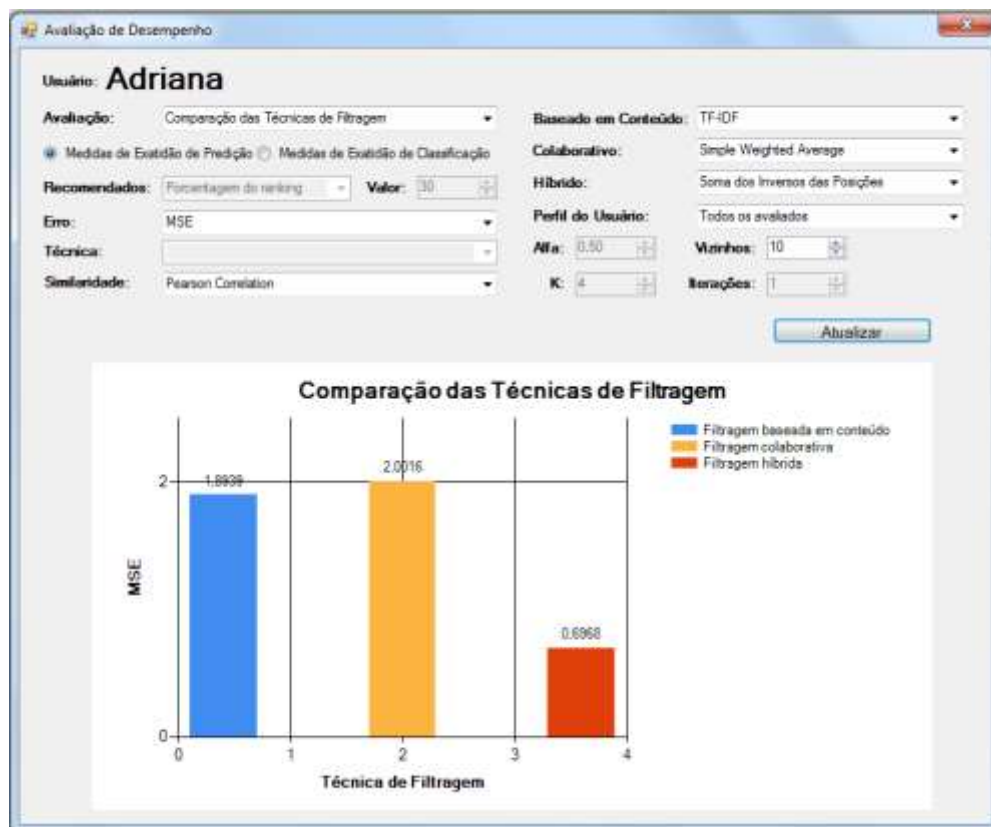 Avaliação de Desempenho
Usuário: Adriana
Avaliação: Comparação das Técnicas de Filtragem
Medidas de Exatidão de Predição Medidas de Exatidão de Classificação
Recomendados: Porcentagem do ranking Valor: 30
Erro: MSE
Técnica:
Similaridade: Pearson Correlation
Baseado em Conteúdo: TF-IDF
Colaborativo: Simple Weighted Average
Híbrido: Soma dos Inversos das Posições
Perfil do Usuário: Todos os avaliados
Alfa: 0,50 Vizinhos: 10
K: 4 Iterações: 1
Atualizar
Comparação das Técnicas de Filtragem
Filtragem baseada em conteúdo
Filtragem colaborativa
Filtragem híbrida
2.0016
2 1.8939
MSE
0.6968
0
0 1 2 3 4
Técnica de Filtragem